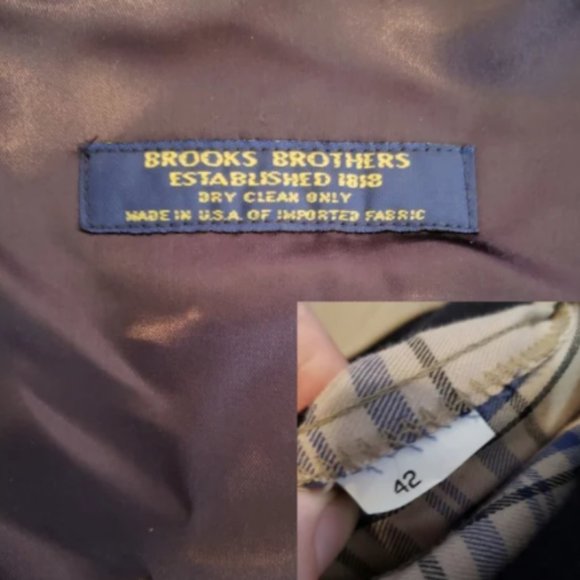 BROOKS BROTHERS
ESTABLISHED 1818
DRY CLEAN ONLY
MADE IN U.S.A. OF IMPORTED FABRIC
42